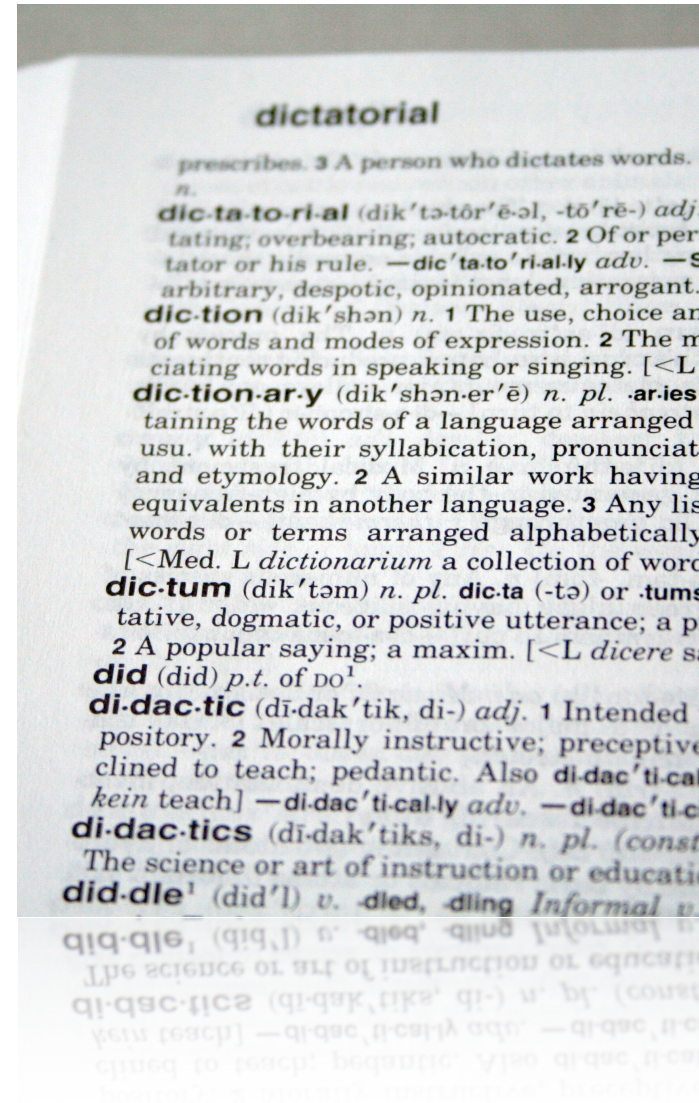 dictatorial
prescribes. 3 A person who dictates words.
n.
dic·ta·to·ri·al (dik′tə·tôr′ē·əl, -tō′rē-) adj.
tating; overbearing; autocratic. 2 Of or per
tator or his rule. —dic′ta·to′ri·al·ly adv. —S
arbitrary, despotic, opinionated, arrogant.
dic·tion (dik′shən) n. 1 The use, choice an
of words and modes of expression. 2 The m
ciating words in speaking or singing. [<L
dic·tion·ar·y (dik′shən·er′ē) n. pl. ·ar·ies
taining the words of a language arranged
usu. with their syllabication, pronunciat
and etymology. 2 A similar work having
equivalents in another language. 3 Any lis
words or terms arranged alphabetically
[<Med. L dictionarium a collection of word
dic·tum (dik′təm) n. pl. dic·ta (-tə) or ·tums
tative, dogmatic, or positive utterance; a p
2 A popular saying; a maxim. [<L dicere sa
did (did) p.t. of DO¹.
di·dac·tic (dī·dak′tik, di-) adj. 1 Intended
pository. 2 Morally instructive; preceptive
clined to teach; pedantic. Also di·dac′ti·cal
kein teach] —di·dac′ti·cal·ly adv. —di·dac′ti·c
di·dac·tics (dī·dak′tiks, di-) n. pl. (const
The science or art of instruction or educati
did·dle¹ (did′l) v. ·dled, ·dling Informal v.